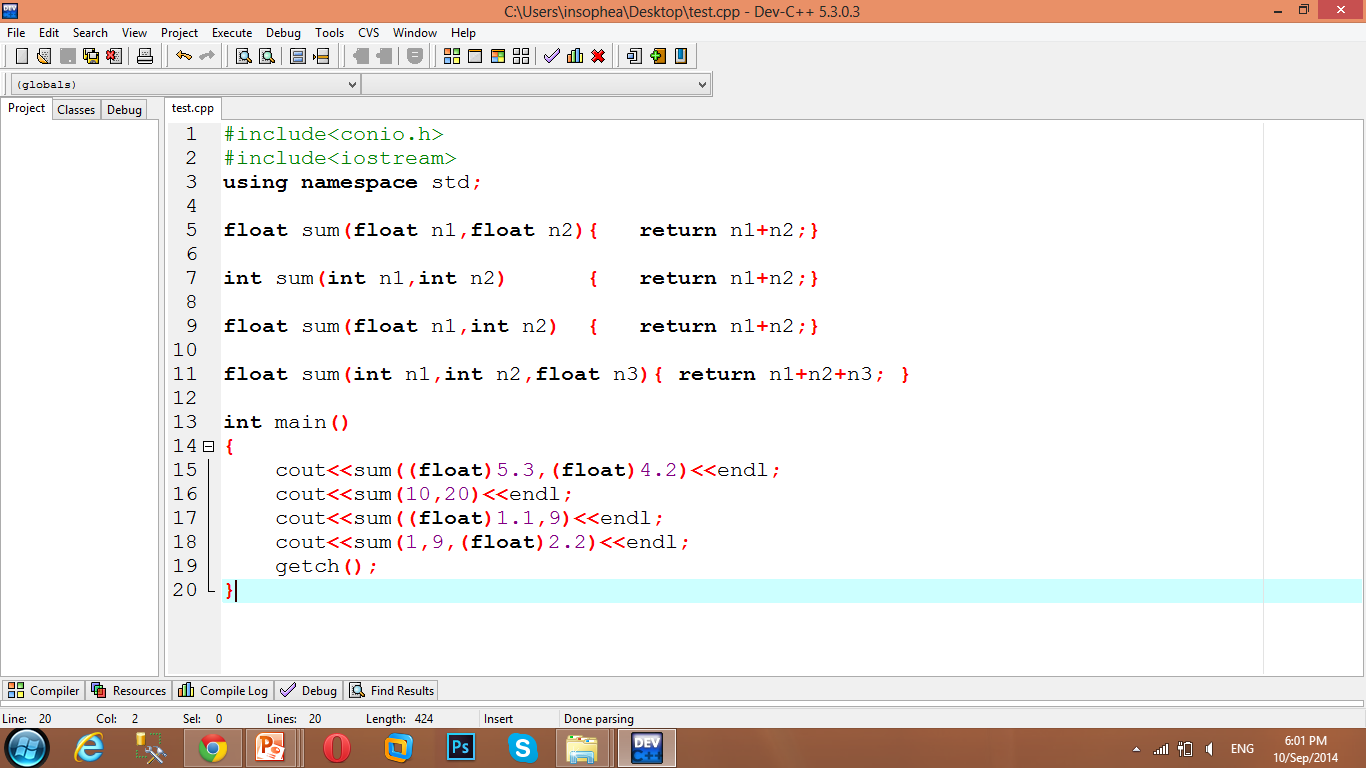 C:\Users\insophea\Desktop\test.cpp - Dev-C++ 5.3.0.3
File Edit Search View Project Execute Debug Tools CVS Window Help
(globals)
Project Classes Debug test.cpp
1 #include<conio.h>
2 #include<iostream>
3 using namespace std;
4
5 float sum(float n1,float n2){   return n1+n2;}
6
7 int sum(int n1,int n2)      {   return n1+n2;}
8
9 float sum(float n1,int n2)  {   return n1+n2;}
10
11 float sum(int n1,int n2,float n3){ return n1+n2+n3; }
12
13 int main()
14 {
15     cout<<sum((float)5.3,(float)4.2)<<endl;
16     cout<<sum(10,20)<<endl;
17     cout<<sum((float)1.1,9)<<endl;
18     cout<<sum(1,9,(float)2.2)<<endl;
19     getch();
20 }
Compiler Resources Compile Log Debug Find Results
Line: 20 Col: 2 Sel: 0 Lines: 20 Length: 424 Insert Done parsing
Ps S P DEV C++ ENG 6:01 PM
10/Sep/2014